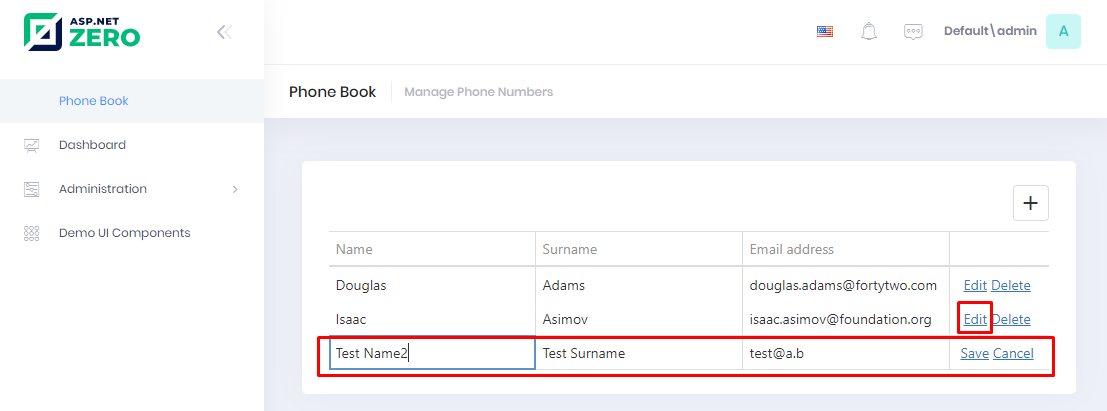 ASP.NET
ZERO
Default\admin
A
Phone Book
Dashboard
Administration
Demo UI Components
Phone Book Manage Phone Numbers
Name Surname Email address
Douglas Adams douglas.adams@fortytwo.com Edit Delete
Isaac Asimov isaac.asimov@foundation.org Edit Delete
Test Name2 Test Surname test@a.b Save Cancel